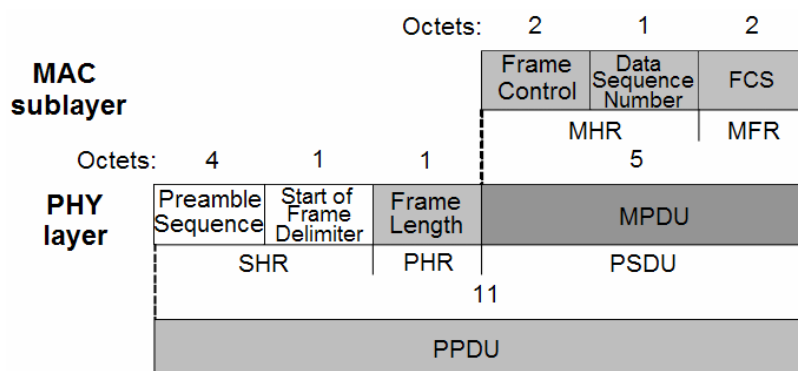 Octets: 2 1 2
MAC sublayer
Frame Control
Data Sequence Number
FCS
MHR MFR
Octets: 4 1 1 5
PHY layer
Preamble Sequence
Start of Frame Delimiter
Frame Length
MPDU
SHR PHR PSDU
11
PPDU